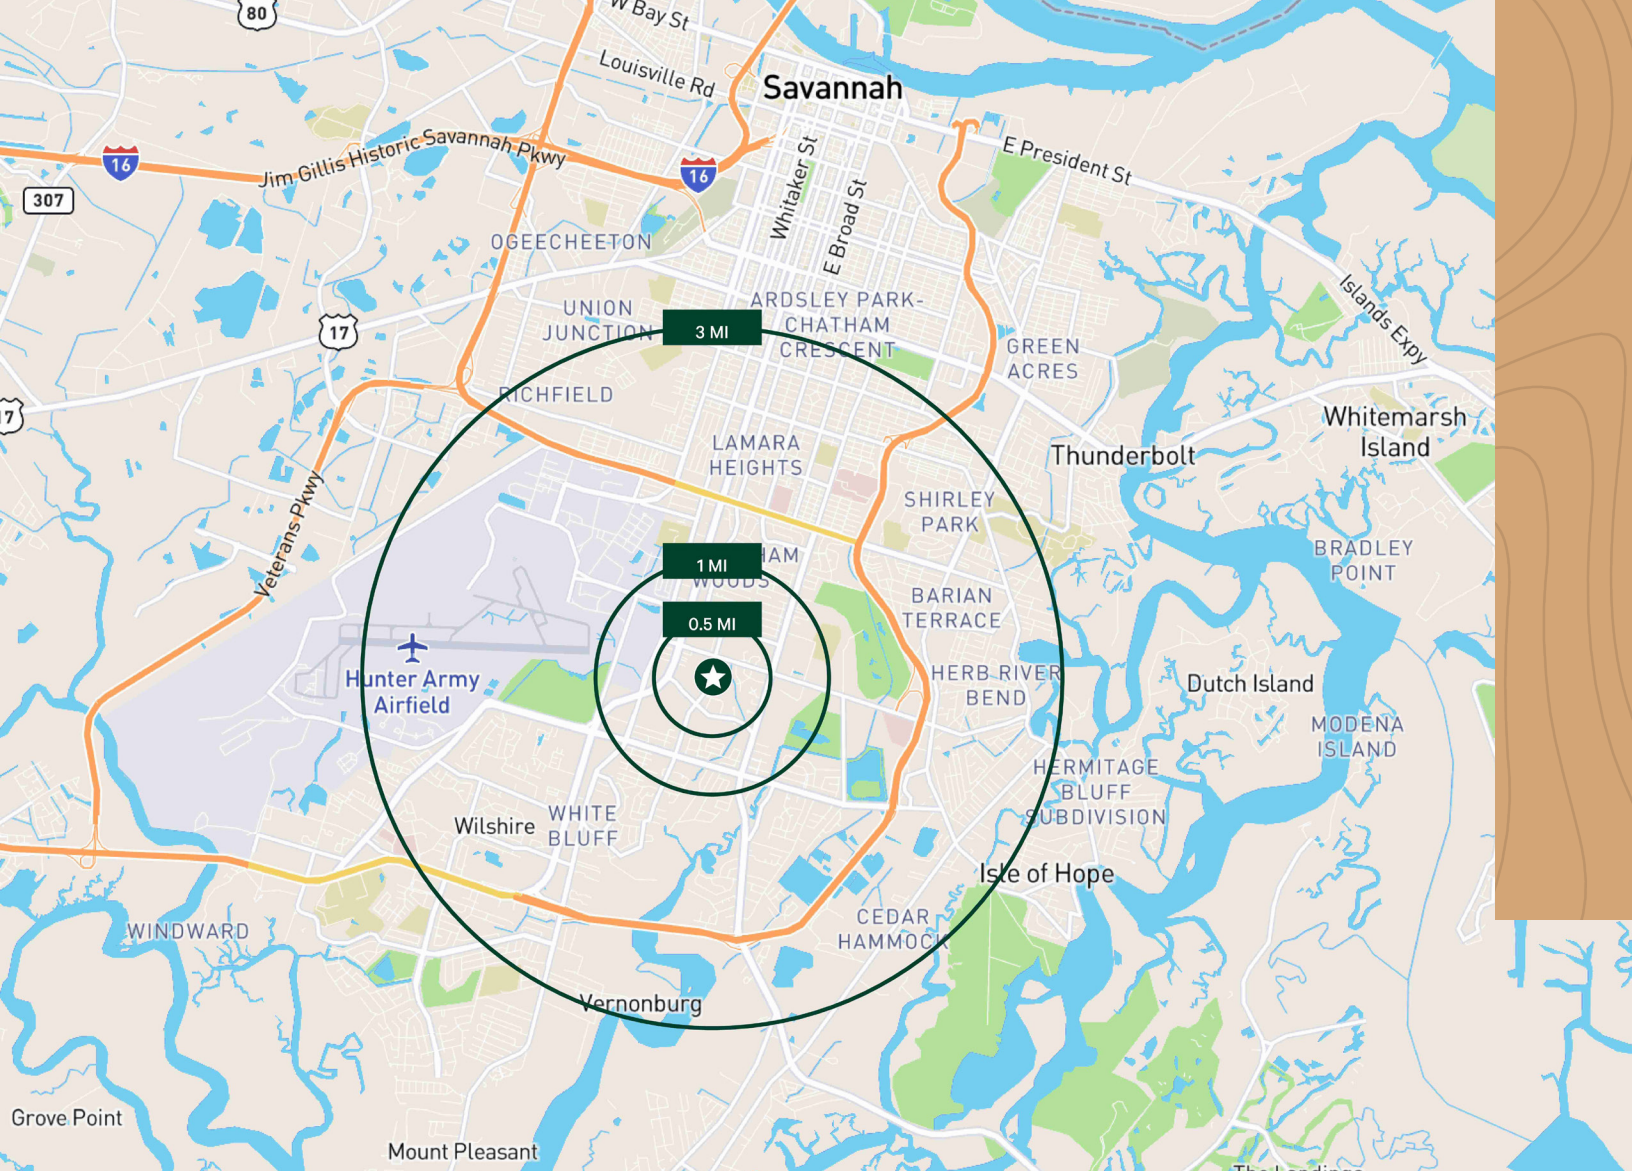 80
W Bay St
Louisville Rd
Savannah
16
Jim Gillis Historic Savannah Pkwy
16
E President St
307
Whitaker St
E Broad St
OGEECHEETON
Islands Expy
17
UNION
JUNCTION
ARDSLEY PARK-
CHATHAM
CRESCENT
3 MI
GREEN
ACRES
17
RICHFIELD
Whitemarsh
Island
LAMARA
HEIGHTS
Thunderbolt
Veterans Pkwy
SHIRLEY
PARK
BRADLEY
POINT
1 MI
HAM
WOODS
BARIAN
TERRACE
0.5 MI
Hunter Army
Airfield
HERB RIVER
BEND
Dutch Island
MODENA
ISLAND
HERMITAGE
BLUFF
SUBDIVISION
Wilshire
WHITE
BLUFF
Isle of Hope
WINDWARD
CEDAR
HAMMOCK
Vernonburg
Grove Point
Mount Pleasant